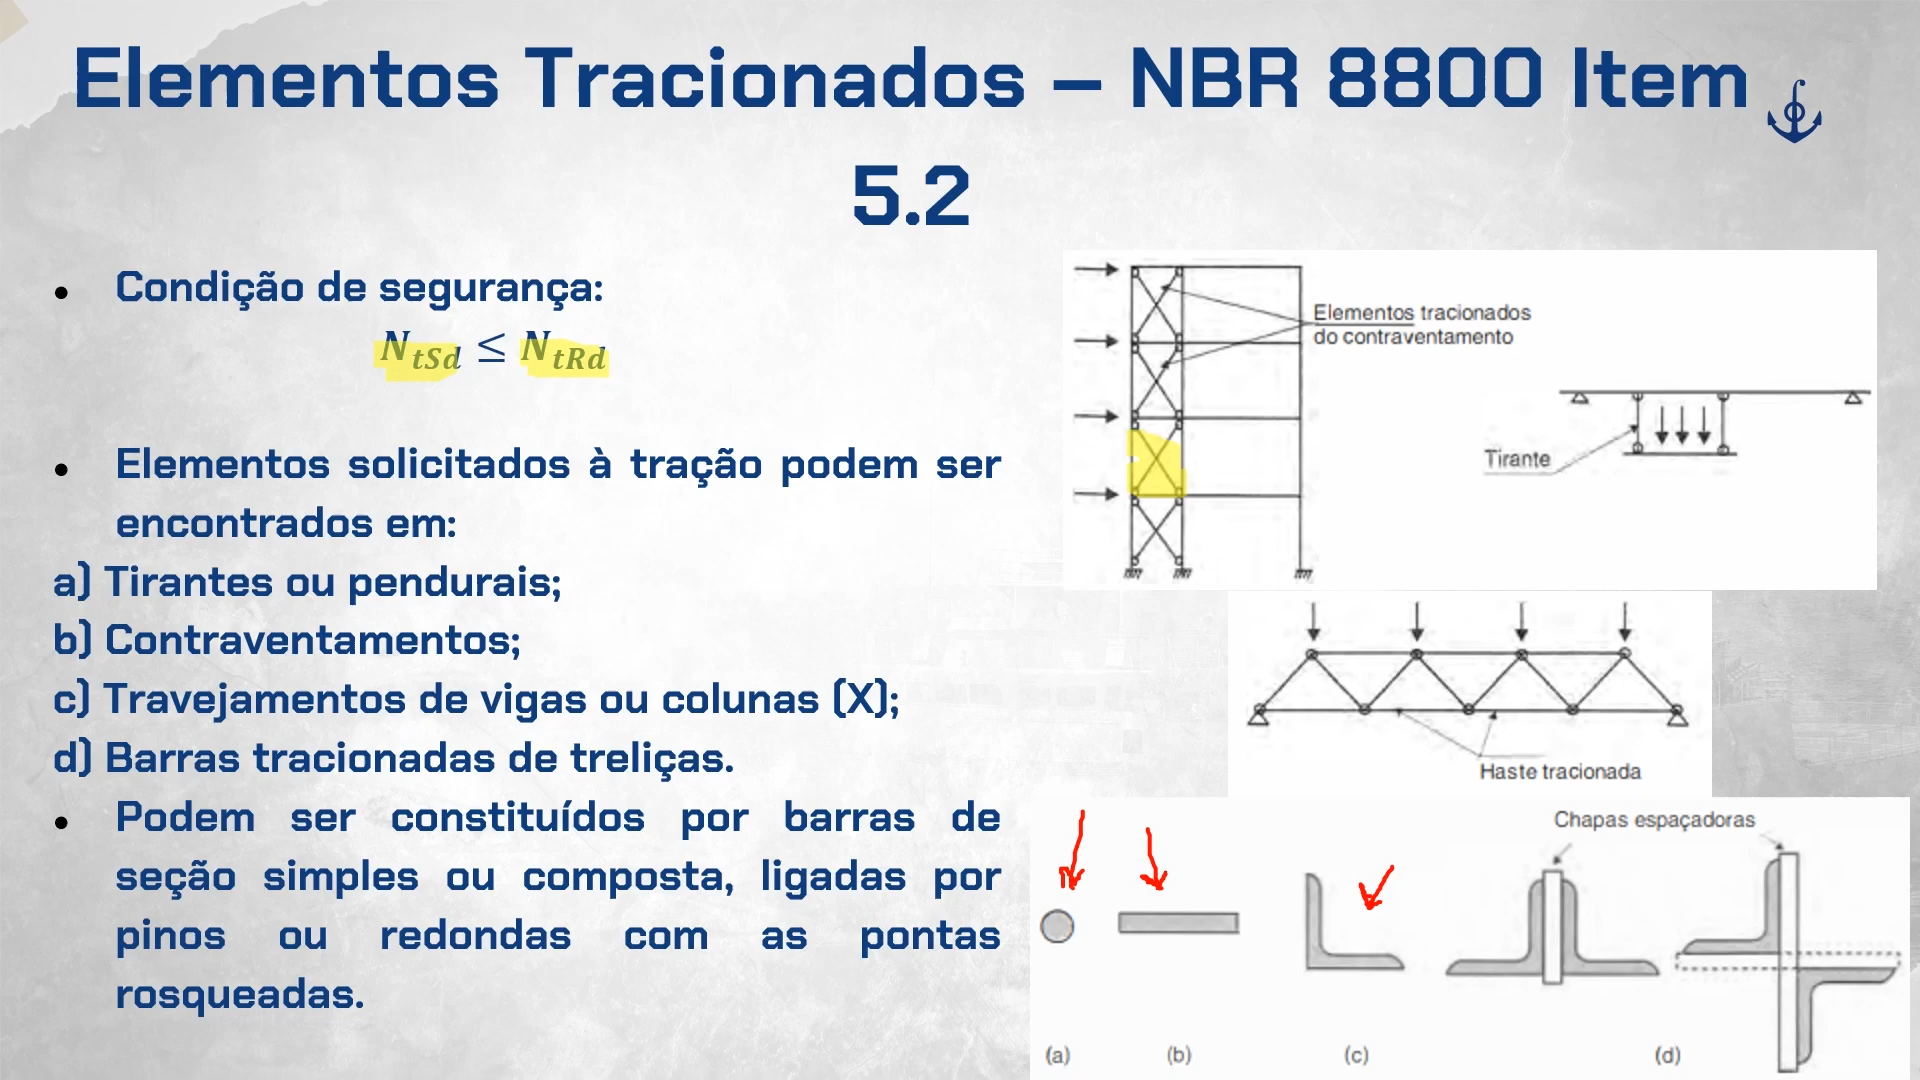 Elementos Tracionados – NBR 8800 Item
5.2
• Condição de segurança:
N_tSd ≤ N_tRd
• Elementos solicitados à tração podem ser
encontrados em:
a) Tirantes ou pendurais;
b) Contraventamentos;
c) Travejamentos de vigas ou colunas (X);
d) Barras tracionadas de treliças.
• Podem ser constituídos por barras de
seção simples ou composta, ligadas por
pinos ou redondas com as pontas
rosqueadas.
Elementos tracionados
do contraventamento
Tirante
Haste tracionada
Chapas espaçadoras
(a) (b) (c) (d)